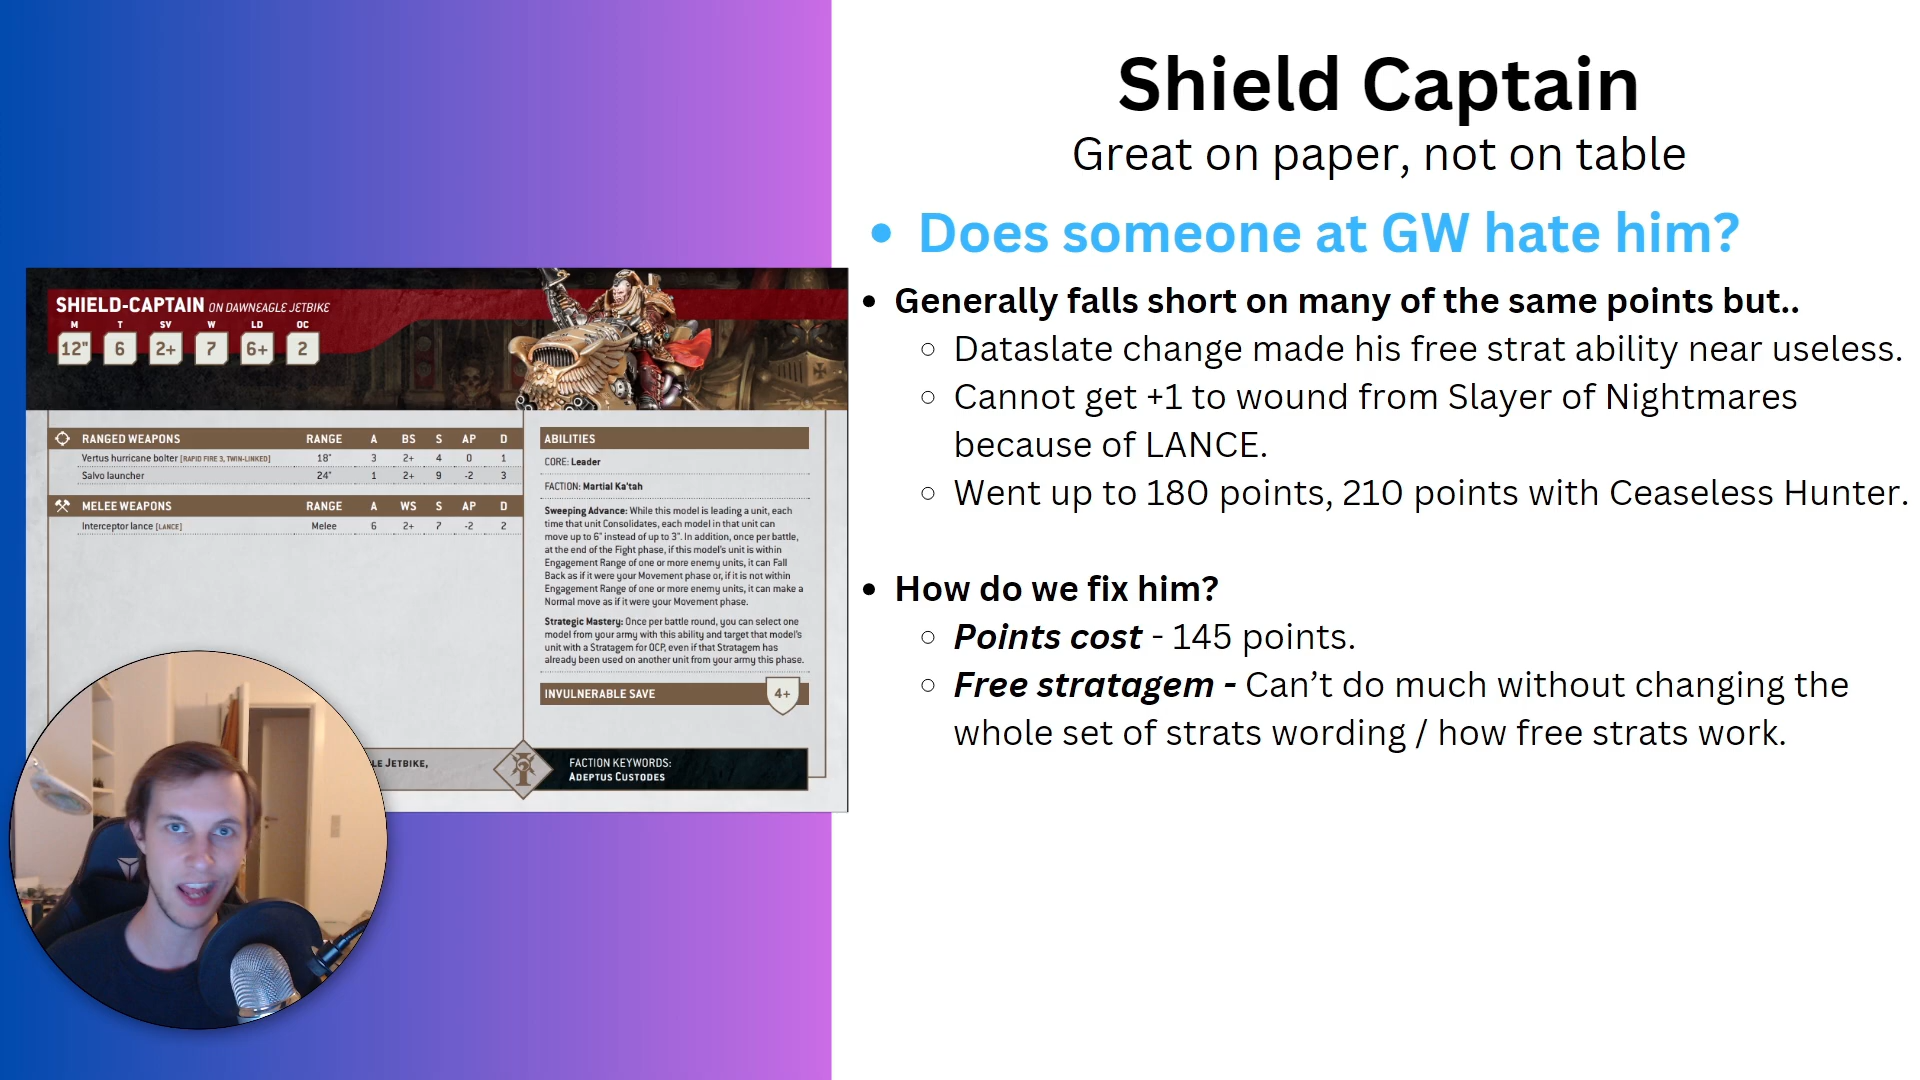 Shield Captain
Great on paper, not on table
• Does someone at GW hate him?
• Generally falls short on many of the same points but..
○ Dataslate change made his free strat ability near useless.
○ Cannot get +1 to wound from Slayer of Nightmares
because of LANCE.
○ Went up to 180 points, 210 points with Ceaseless Hunter.
• How do we fix him?
○ Points cost - 145 points.
○ Free stratagem - Can't do much without changing the
whole set of strats wording / how free strats work.
SHIELD-CAPTAIN ON DAWNEAGLE JETBIKE
M T SV W LD OC
12" 6 2+ 7 6+ 2
RANGED WEAPONS RANGE A BS S AP D
Vertus hurricane bolter [RAPID FIRE 3, TWIN-LINKED] 18" 3 2+ 4 0 1
Salvo launcher 24" 1 2+ 9 -2 3
MELEE WEAPONS RANGE A WS S AP D
Interceptor lance [LANCE] Melee 6 2+ 7 -2 2
ABILITIES
CORE: Leader
FACTION: Martial Ka'tah
Sweeping Advance: While this model is leading a unit, each
time that unit Consolidates, each model in that unit can
move up to 6" instead of up to 3". In addition, once per battle,
at the end of the Fight phase, if this model's unit is within
Engagement Range of one or more enemy units, it can Fall
Back as if it were your Movement phase or, if it is not within
Engagement Range of one or more enemy units, it can make a
Normal move as if it were your Movement phase.
Strategic Mastery: Once per battle round, you can select one
model from your army with this ability and target that model's
unit with a Stratagem for 0CP, even if that Stratagem has
already been used on another unit from your army this phase.
INVULNERABLE SAVE 4+
LE JETBIKE,
FACTION KEYWORDS:
ADEPTUS CUSTODES